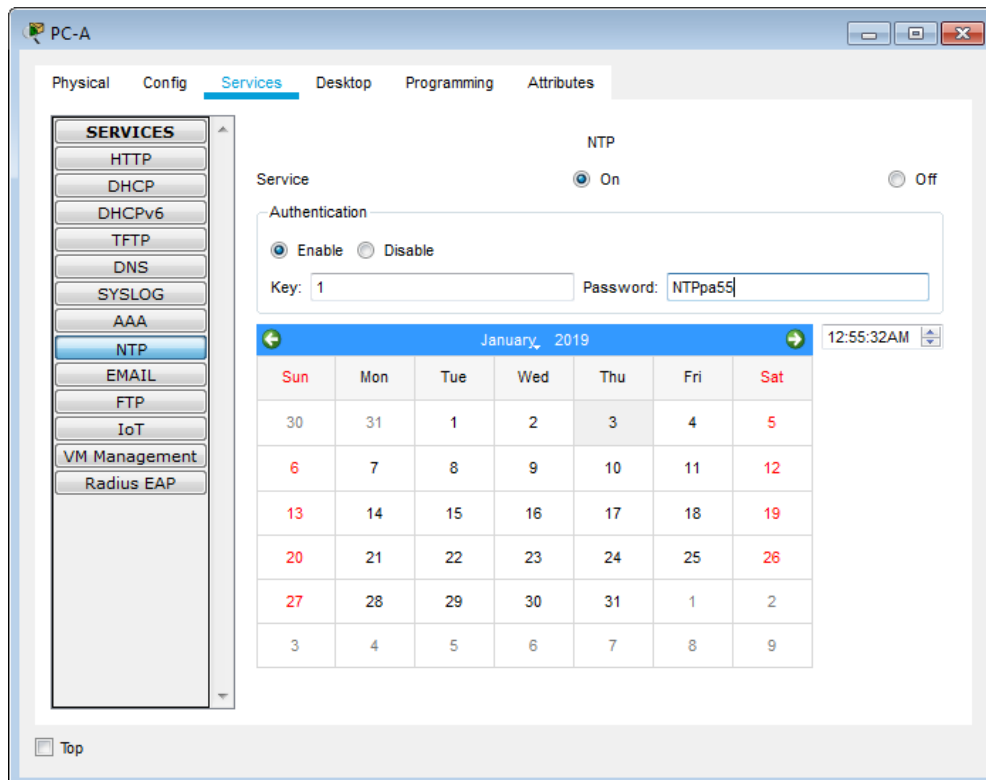 PC-A
Physical Config Services Desktop Programming Attributes
SERVICES
HTTP
DHCP
DHCPv6
TFTP
DNS
SYSLOG
AAA
NTP
EMAIL
FTP
IoT
VM Management
Radius EAP
NTP
Service On Off
Authentication
Enable Disable
Key: 1 Password: NTPpa55
January, 2019 12:55:32AM
Sun Mon Tue Wed Thu Fri Sat
30 31 1 2 3 4 5
6 7 8 9 10 11 12
13 14 15 16 17 18 19
20 21 22 23 24 25 26
27 28 29 30 31 1 2
3 4 5 6 7 8 9
Top